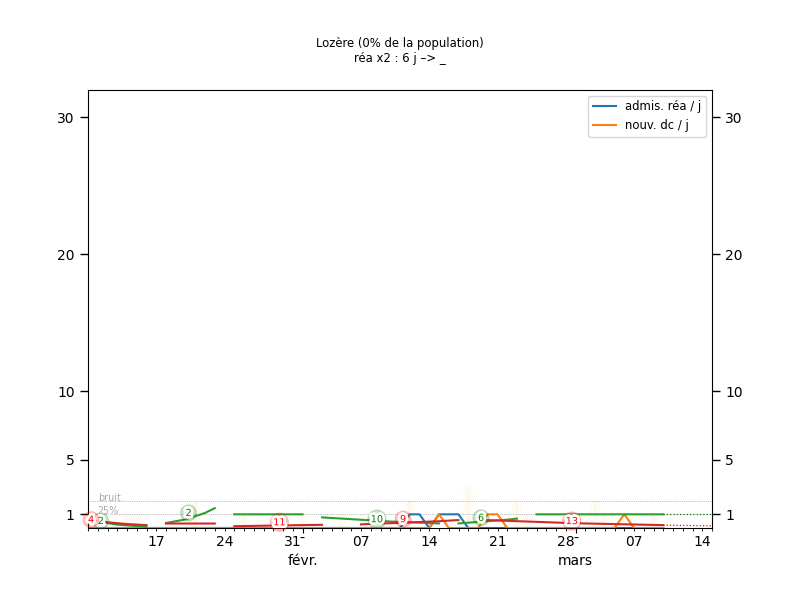 Lozère (0% de la population)
réa x2 : 6 j –> _
admis. réa / j
nouv. dc / j
30 30
20 20
10 10
5 5
bruit
25%
1 1
4 2 2 11 10 9 6 13
17 24 31 07 14 21 28 07 14
févr. mars